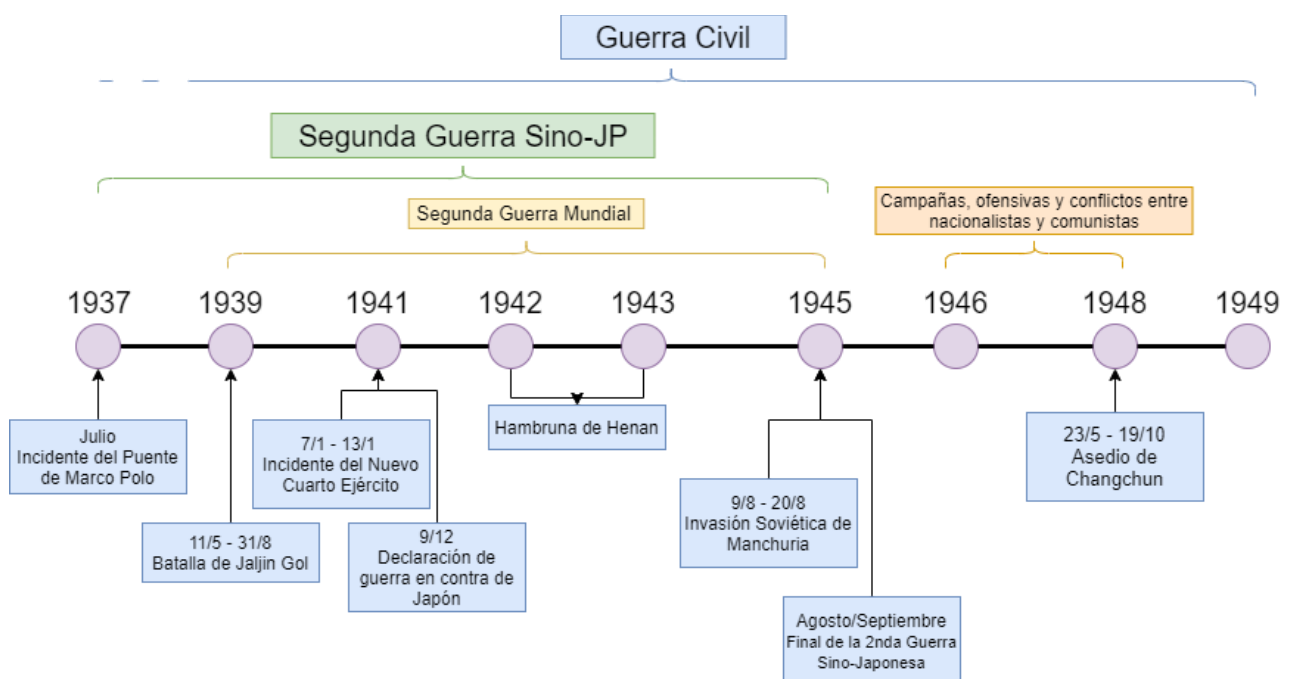 Guerra Civil
Segunda Guerra Sino-JP
Segunda Guerra Mundial
Campañas, ofensivas y conflictos entre
nacionalistas y comunistas
1937
1939
1941
1942
1943
1945
1946
1948
1949
Julio
Incidente del Puente
de Marco Polo
11/5 - 31/8
Batalla de Jaljin Gol
7/1 - 13/1
Incidente del Nuevo
Cuarto Ejército
9/12
Declaración de
guerra en contra de
Japón
Hambruna de Henan
9/8 - 20/8
Invasión Soviética de
Manchuria
Agosto/Septiembre
Final de la 2nda Guerra
Sino-Japonesa
23/5 - 19/10
Asedio de
Changchun